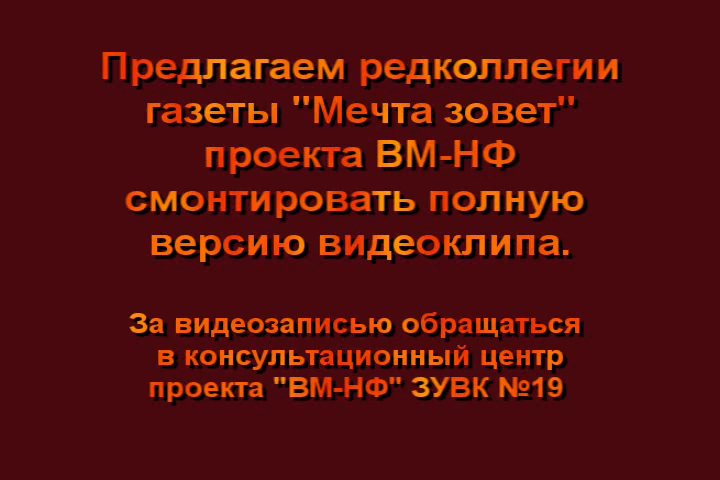 Предлагаем редколлегии
газеты "Мечта зовет"
проекта ВМ-НФ
смонтировать полную
версию видеоклипа.
За видеозаписью обращаться
в консультационный центр
проекта "ВМ-НФ" ЗУВК №19